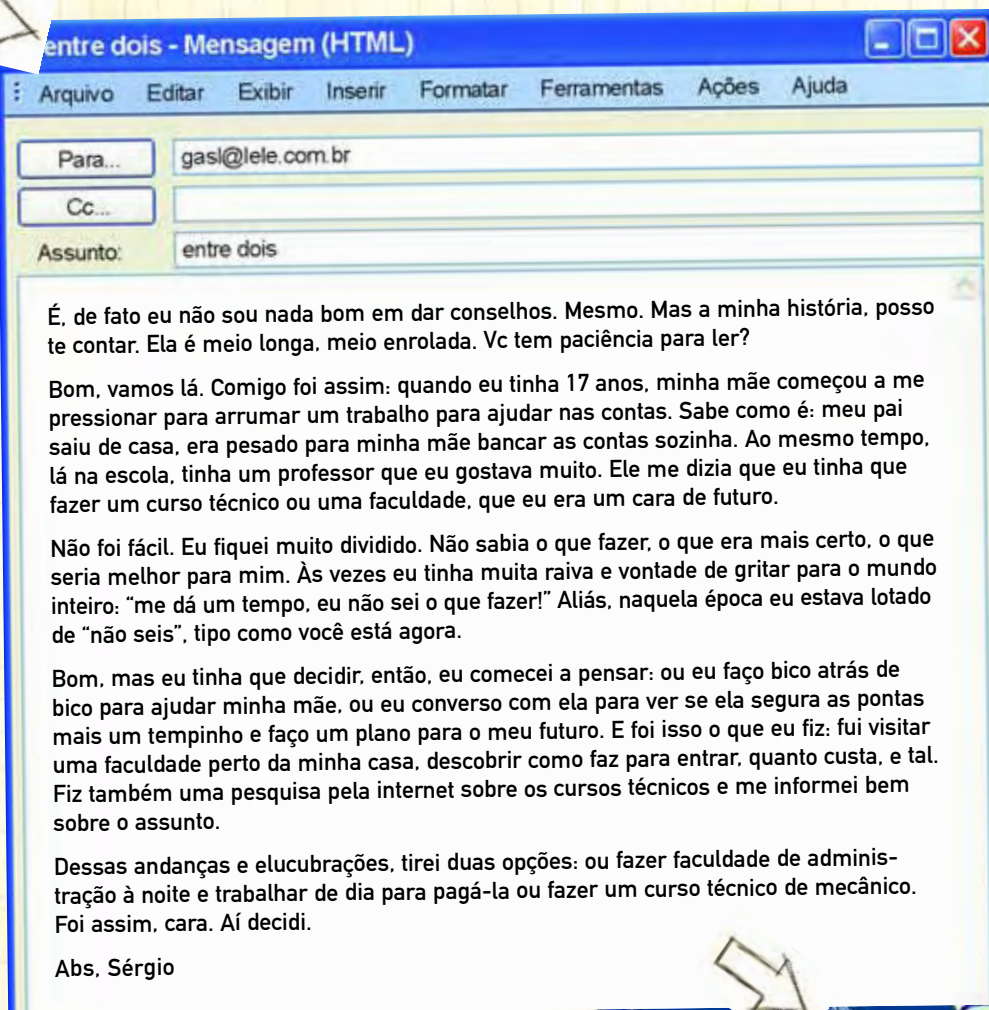 entre dois - Mensagem (HTML)
Arquivo Editar Exibir Inserir Formatar Ferramentas Ações Ajuda
Para... gasl@lele.com.br
Cc...
Assunto: entre dois
É, de fato eu não sou nada bom em dar conselhos. Mesmo. Mas a minha história, posso
te contar. Ela é meio longa, meio enrolada. Vc tem paciência para ler?
Bom, vamos lá. Comigo foi assim: quando eu tinha 17 anos, minha mãe começou a me
pressionar para arrumar um trabalho para ajudar nas contas. Sabe como é: meu pai
saiu de casa, era pesado para minha mãe bancar as contas sozinha. Ao mesmo tempo,
lá na escola, tinha um professor que eu gostava muito. Ele me dizia que eu tinha que
fazer um curso técnico ou uma faculdade, que eu era um cara de futuro.
Não foi fácil. Eu fiquei muito dividido. Não sabia o que fazer, o que era mais certo, o que
seria melhor para mim. Às vezes eu tinha muita raiva e vontade de gritar para o mundo
inteiro: “me dá um tempo, eu não sei o que fazer!” Aliás, naquela época eu estava lotado
de “não seis”, tipo como você está agora.
Bom, mas eu tinha que decidir, então, eu comecei a pensar: ou eu faço bico atrás de
bico para ajudar minha mãe, ou eu converso com ela para ver se ela segura as pontas
mais um tempinho e faço um plano para o meu futuro. E foi isso o que eu fiz: fui visitar
uma faculdade perto da minha casa, descobrir como faz para entrar, quanto custa, e tal.
Fiz também uma pesquisa pela internet sobre os cursos técnicos e me informei bem
sobre o assunto.
Dessas andanças e elucubrações, tirei duas opções: ou fazer faculdade de adminis-
tração à noite e trabalhar de dia para pagá-la ou fazer um curso técnico de mecânico.
Foi assim, cara. Aí decidi.
Abs, Sérgio